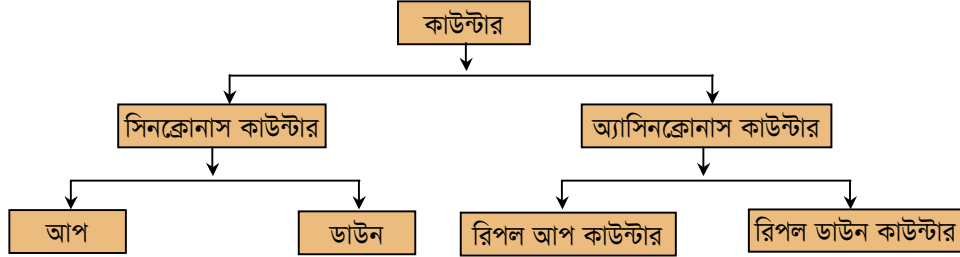 কাউন্টার
সিনক্রোনাস কাউন্টার
অ্যাসিনক্রোনাস কাউন্টার
আপ
ডাউন
রিপল আপ কাউন্টার
রিপল ডাউন কাউন্টার